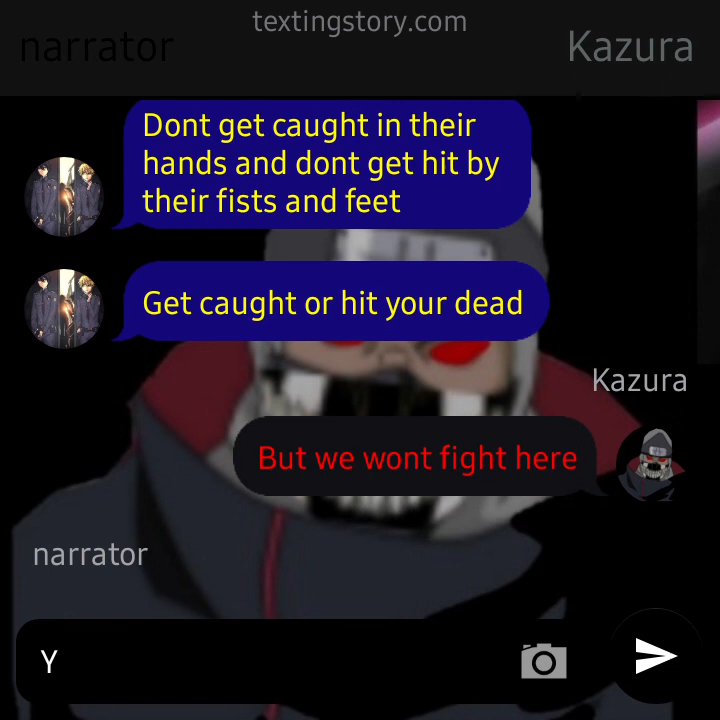 textingstory.com
narrator
Kazura
Dont get caught in their
hands and dont get hit by
their fists and feet
Get caught or hit your dead
Kazura
But we wont fight here
narrator
Y